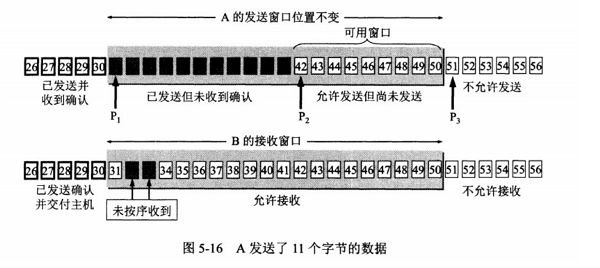 A 的发送窗口位置不变
可用窗口
26 27 28 29 30 42 43 44 45 46 47 48 49 50 51 52 53 54 55 56
已发送并
收到确认
已发送但未收到确认
允许发送但尚未发送
不允许发送
P1 P2 P3
B 的接收窗口
26 27 28 29 30 31 34 35 36 37 38 39 40 41 42 43 44 45 46 47 48 49 50 51 52 53 54 55 56
已发送确认
并交付主机
未按序收到
允许接收
不允许接收
图 5-16 A 发送了 11 个字节的数据